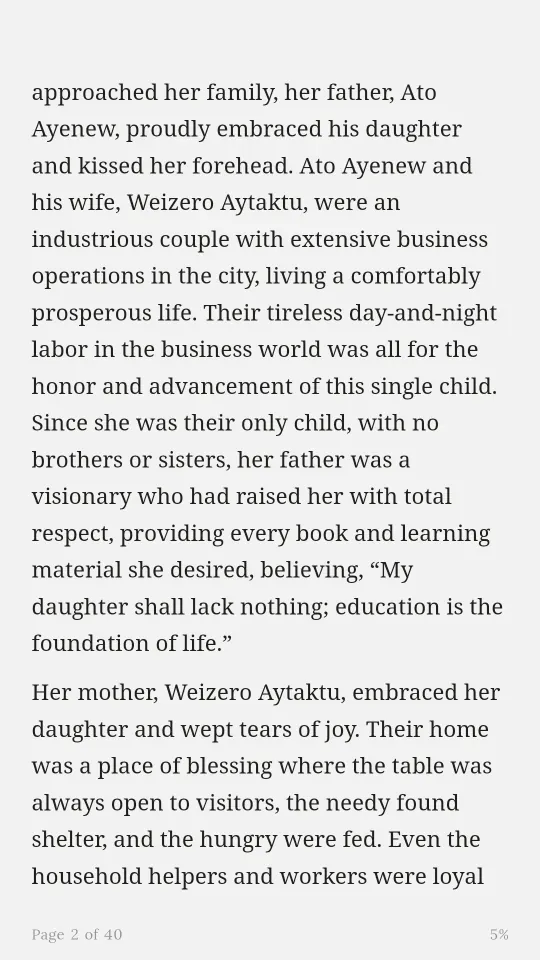 approached her family, her father, Ato
Ayenew, proudly embraced his daughter
and kissed her forehead. Ato Ayenew and
his wife, Weizero Aytaktu, were an
industrious couple with extensive business
operations in the city, living a comfortably
prosperous life. Their tireless day-and-night
labor in the business world was all for the
honor and advancement of this single child.
Since she was their only child, with no
brothers or sisters, her father was a
visionary who had raised her with total
respect, providing every book and learning
material she desired, believing, “My
daughter shall lack nothing; education is the
foundation of life.”
Her mother, Weizero Aytaktu, embraced her
daughter and wept tears of joy. Their home
was a place of blessing where the table was
always open to visitors, the needy found
shelter, and the hungry were fed. Even the
household helpers and workers were loyal
Page 2 of 40 5%